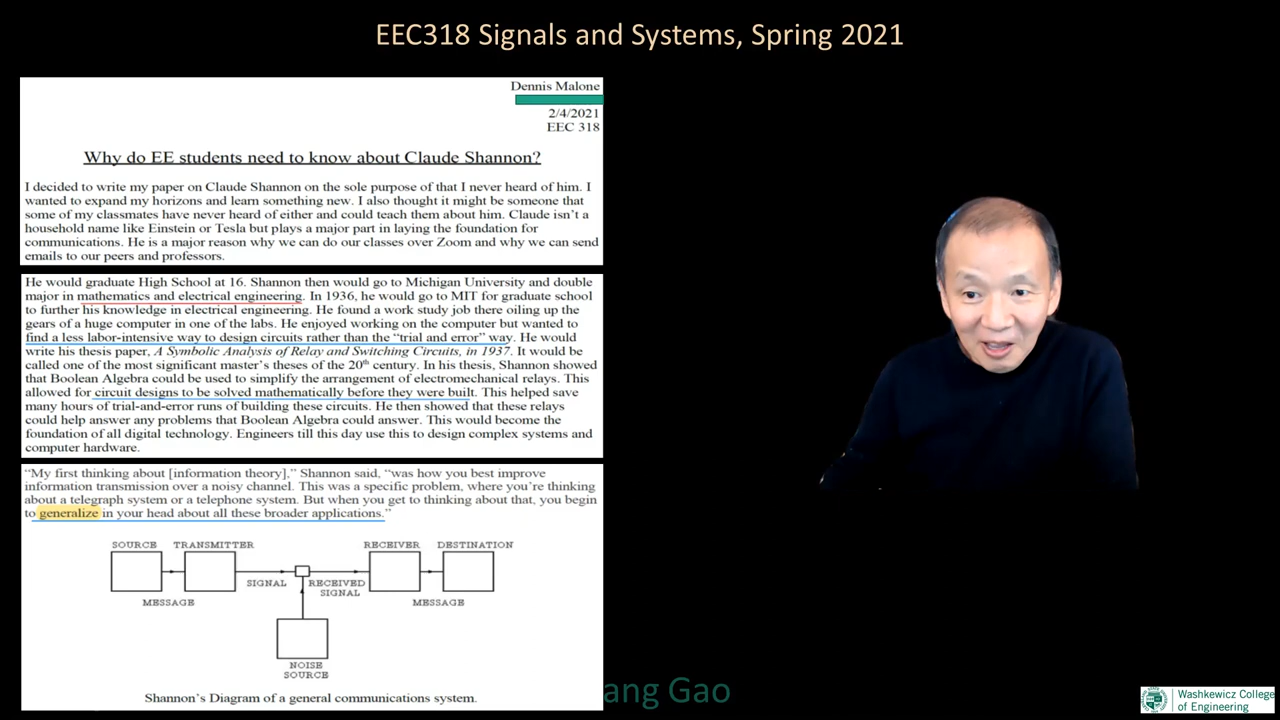 EEC318 Signals and Systems, Spring 2021
Dennis Malone
2/4/2021
EEC 318
Why do EE students need to know about Claude Shannon?
I decided to write my paper on Claude Shannon on the sole purpose of that I never heard of him. I
wanted to expand my horizons and learn something new. I also thought it might be someone that
some of my classmates have never heard of either and could teach them about him. Claude isn't a
household name like Einstein or Tesla but plays a major part in laying the foundation for
communications. He is a major reason why we can do our classes over Zoom and why we can send
emails to our peers and professors.
He would graduate High School at 16. Shannon then would go to Michigan University and double
major in mathematics and electrical engineering. In 1936, he would go to MIT for graduate school
to further his knowledge in electrical engineering. He found a work study job there oiling up the
gears of a huge computer in one of the labs. He enjoyed working on the computer but wanted to
find a less labor-intensive way to design circuits rather than the “trial and error” way. He would
write his thesis paper, A Symbolic Analysis of Relay and Switching Circuits, in 1937. It would be
called one of the most significant master's theses of the 20th century. In his thesis, Shannon showed
that Boolean Algebra could be used to simplify the arrangement of electromechanical relays. This
allowed for circuit designs to be solved mathematically before they were built. This helped save
many hours of trial-and-error runs of building these circuits. He then showed that these relays
could help answer any problems that Boolean Algebra could answer. This would become the
foundation of all digital technology. Engineers till this day use this to design complex systems and
computer hardware.
“My first thinking about [information theory],” Shannon said, “was how you best improve
information transmission over a noisy channel. This was a specific problem, where you're thinking
about a telegraph system or a telephone system. But when you get to thinking about that, you begin
to generalize in your head about all these broader applications.”
SOURCE TRANSMITTER RECEIVER DESTINATION
SIGNAL RECEIVED
SIGNAL
MESSAGE MESSAGE
NOISE
SOURCE
Shannon's Diagram of a general communications system.
ang Gao
Washkewicz College
of Engineering